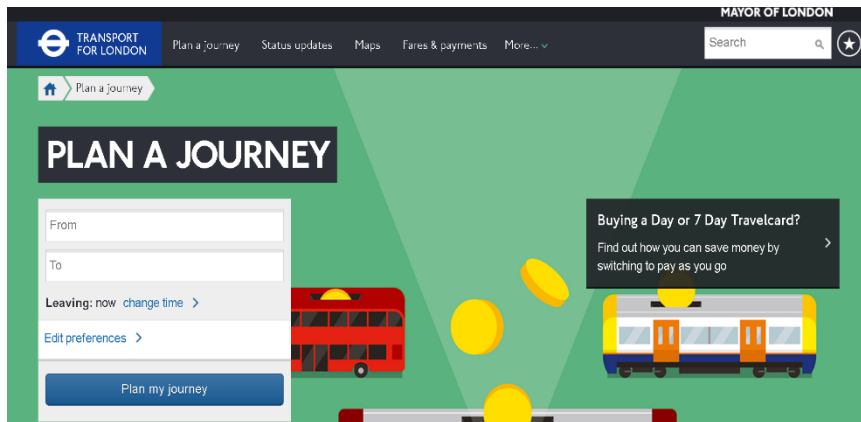 MAYOR OF LONDON
TRANSPORT
FOR LONDON
Plan a journey
Status updates
Maps
Fares & payments
More...
Search
Plan a journey
PLAN A JOURNEY
From
To
Leaving: now change time
Edit preferences
Plan my journey
Buying a Day or 7 Day Travelcard?
Find out how you can save money by
switching to pay as you go